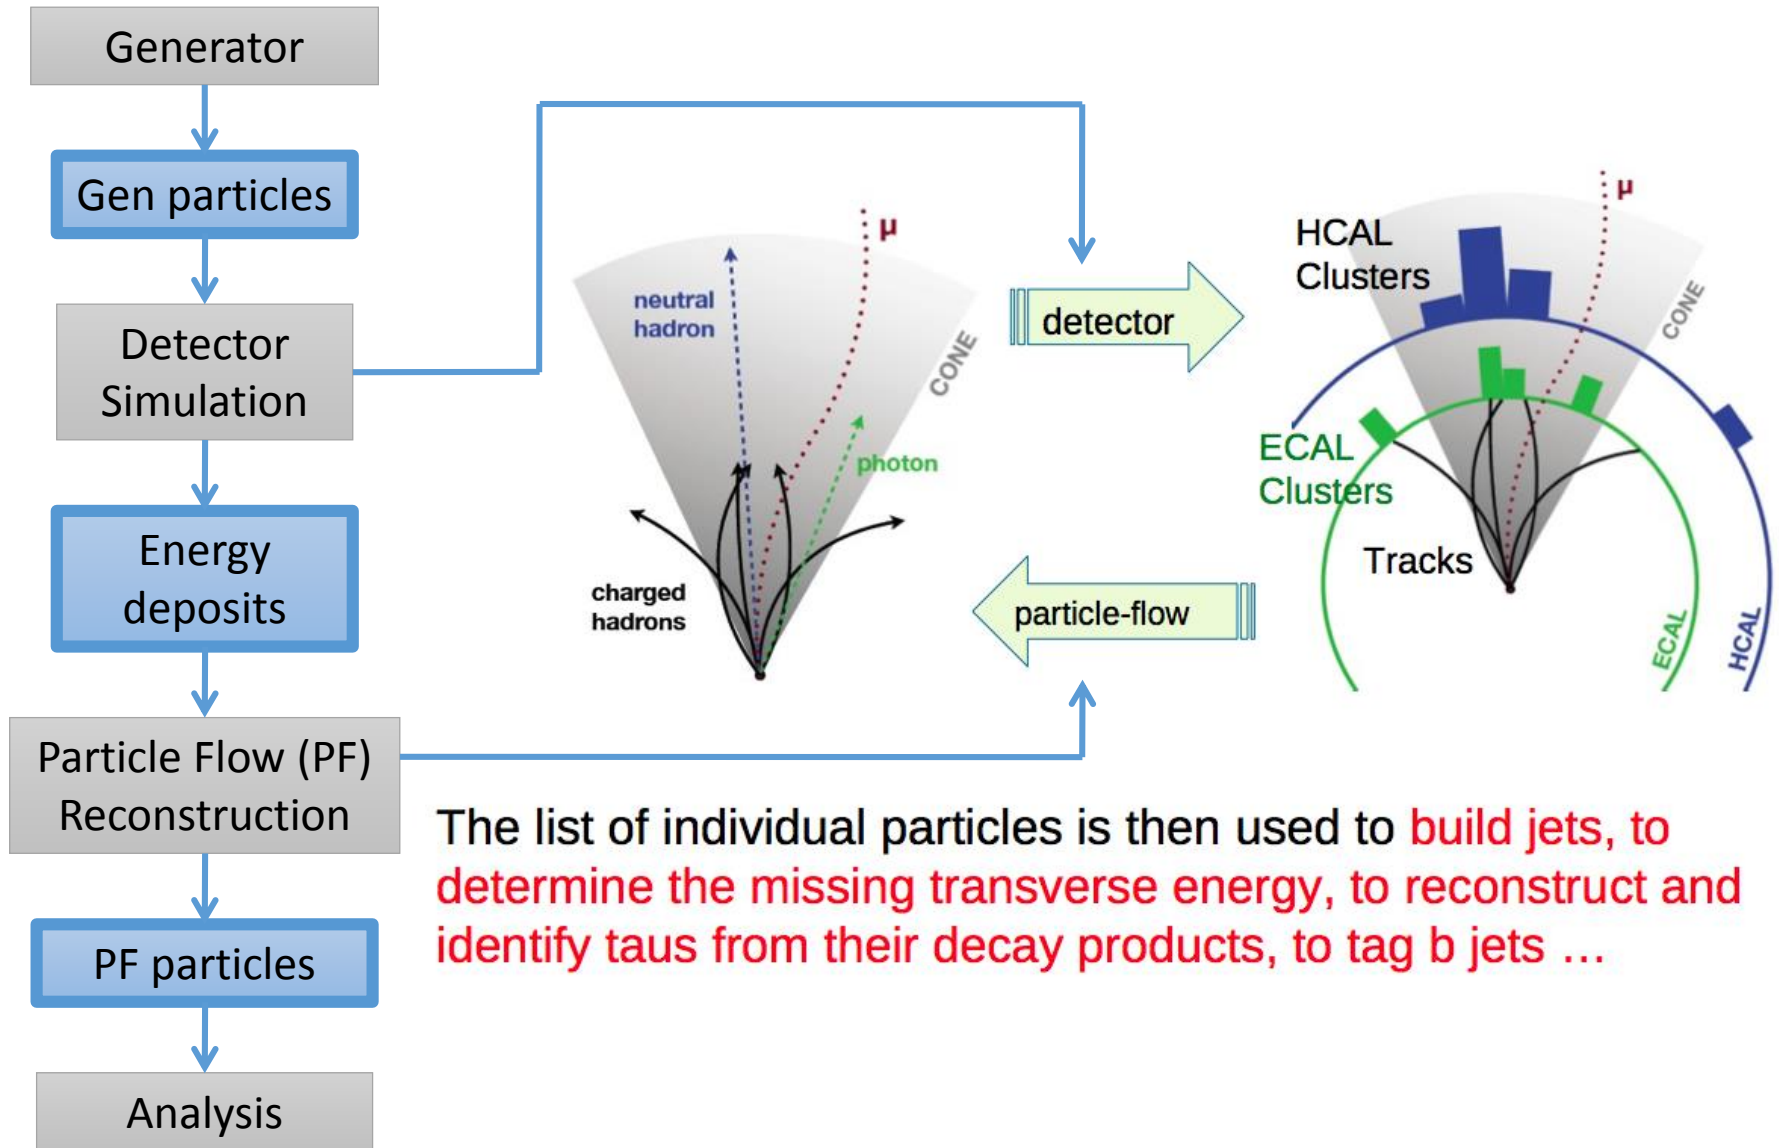 Generator
Gen particles
Detector
Simulation
Energy
deposits
Particle Flow (PF)
Reconstruction
PF particles
Analysis
μ
neutral
hadron
CONE
photon
charged
hadrons
detector
particle-flow
μ
HCAL
Clusters
CONE
ECAL
Clusters
Tracks
ECAL
HCAL
The list of individual particles is then used to build jets, to
determine the missing transverse energy, to reconstruct and
identify taus from their decay products, to tag b jets ...